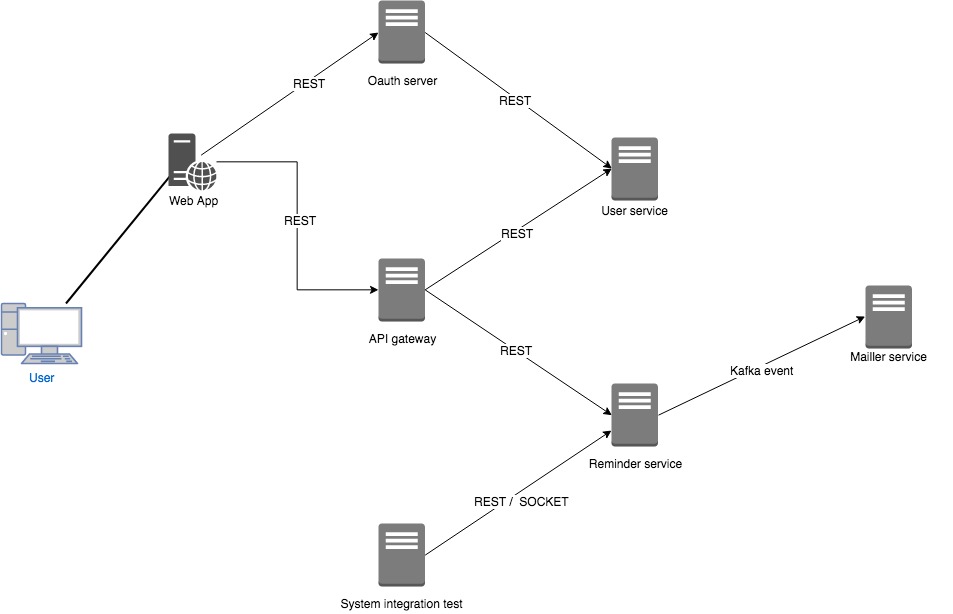 Oauth server
REST
REST
Web App
User service
REST
REST
API gateway
REST
Mailler service
Kafka event
User
Reminder service
REST / SOCKET
System integration test